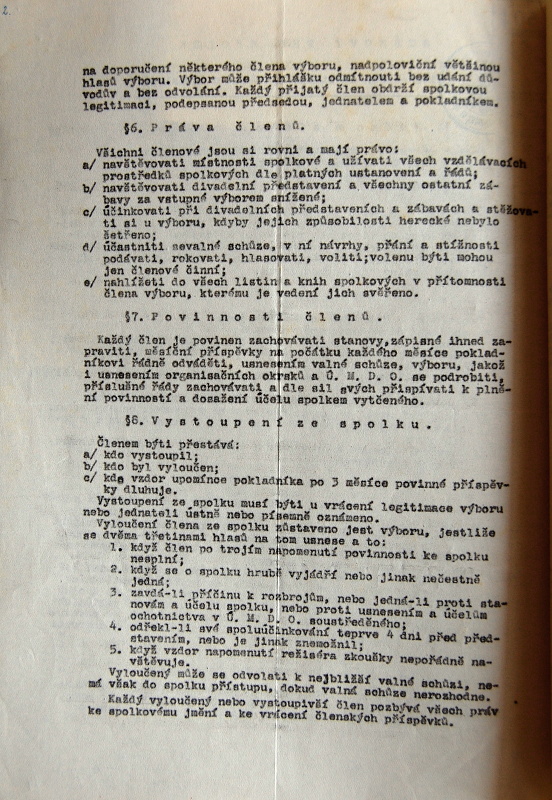 2.
na doporučení některého člena výboru, nadpoloviční většinou
hlasů výboru. Výbor může přihlášku odmítnouti bez udání dů-
vodův a bez odvolání. Každý přijatý člen obdrží spolkovou
legitimaci, podepsanou předsedou, jednatelem a pokladníkem.
§6. Práva členů.
Všichni členové jsou si rovni a mají právo:
a/ navštěvovati místnosti spolkové a užívati všech vzdělávacích
prostředků spolkových dle platných ustanovení a řádů;
b/ navštěvovati divadelní představení a všechny ostatní zá-
bavy za vstupné výborem snížené;
c/ účinkovati při divadelních představeních a zábavách a stěžova-
ti si u výboru, kdyby jejich způsobilosti herecké nebylo
šetřeno;
d/ účastniti se valné schůze, v ní návrhy, přání a stížnosti
podávati, rokovati, hlasovati, voliti;voleni býti mohou
jen členové činní;
e/ nahlížeti do všech listin a knih spolkových v přítomnosti
člena výboru, kterému je vedení jich svěřeno.
§7. Povinnosti členů.
Každý člen je povinen zachovávati stanovy,zápisné ihned za-
praviti, měsíční příspěvky na počátku každého měsíce poklad-
níkovi řádně odváděti, usnesením valné schůze, výboru, jakož
i usnesením organisačních okrsků a Ú. M. D. O. se podrobiti,
příslušné řády zachovávati a dle sil svých přispívati k plně-
ní povinností a dosažení účelu spolkem vytčeného.
§8. Vystoupení ze spolku.
Členem býti přestává:
a/ kdo vystoupil;
b/ kdo byl vyloučen;
c/ kdo vzdor upomínce pokladníka po 3 měsíce povinné příspěv-
ky dluhuje.
Vystoupení ze spolku musí býti u vrácení legitimace výboru
nebo jednateli ústně nebo písemně oznámeno.
Vyloučení člena ze spolku zůstaveno jest výboru, jestliže
se dvěma třetinami hlasů na tom usnese a to:
1. když člen po trojím napomenutí povinnosti ke spolku
neplní;
2. když se o spolku hrubě vyjádří nebo jinak nečestně
jedná;
3. zavdá-li příčinu k rozbrojům, nebo jedná-li proti sta-
novám a účelu spolku, nebo proti usnesením a účelům
ochotnictva v Ú. M. D. O. soustředěného;
4. odřekl-li své spoluúčinkování teprve 4 dni před před-
stavením, nebo je jinak znemožnil;
5. když vzdor napomenutí režiséra zkoušky nepořádně na-
vštěvuje.
Vyloučený může se odvolati k nejbližší valné schůzi, ne-
má však do spolku přístupu, dokud valná schůze nerozhodne.
Každý vyloučený nebo vystoupivší člen pozbývá všech práv
ke spolkovému jmění a ke vrácení členských příspěvků.